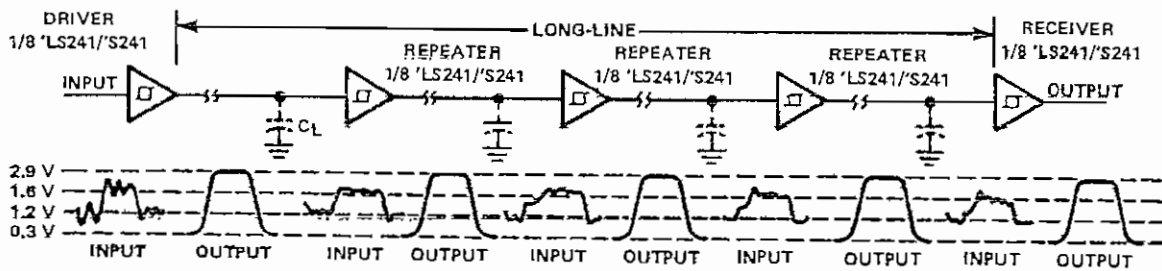 DRIVER
1/8 'LS241/'S241
LONG-LINE
RECEIVER
1/8 'LS241/'S241
REPEATER
1/8 'LS241/'S241
REPEATER
1/8 'LS241/'S241
REPEATER
1/8 'LS241/'S241
INPUT
OUTPUT
CL
2.9 V
1.6 V
1.2 V
0.3 V
INPUT OUTPUT INPUT OUTPUT INPUT OUTPUT INPUT OUTPUT INPUT OUTPUT